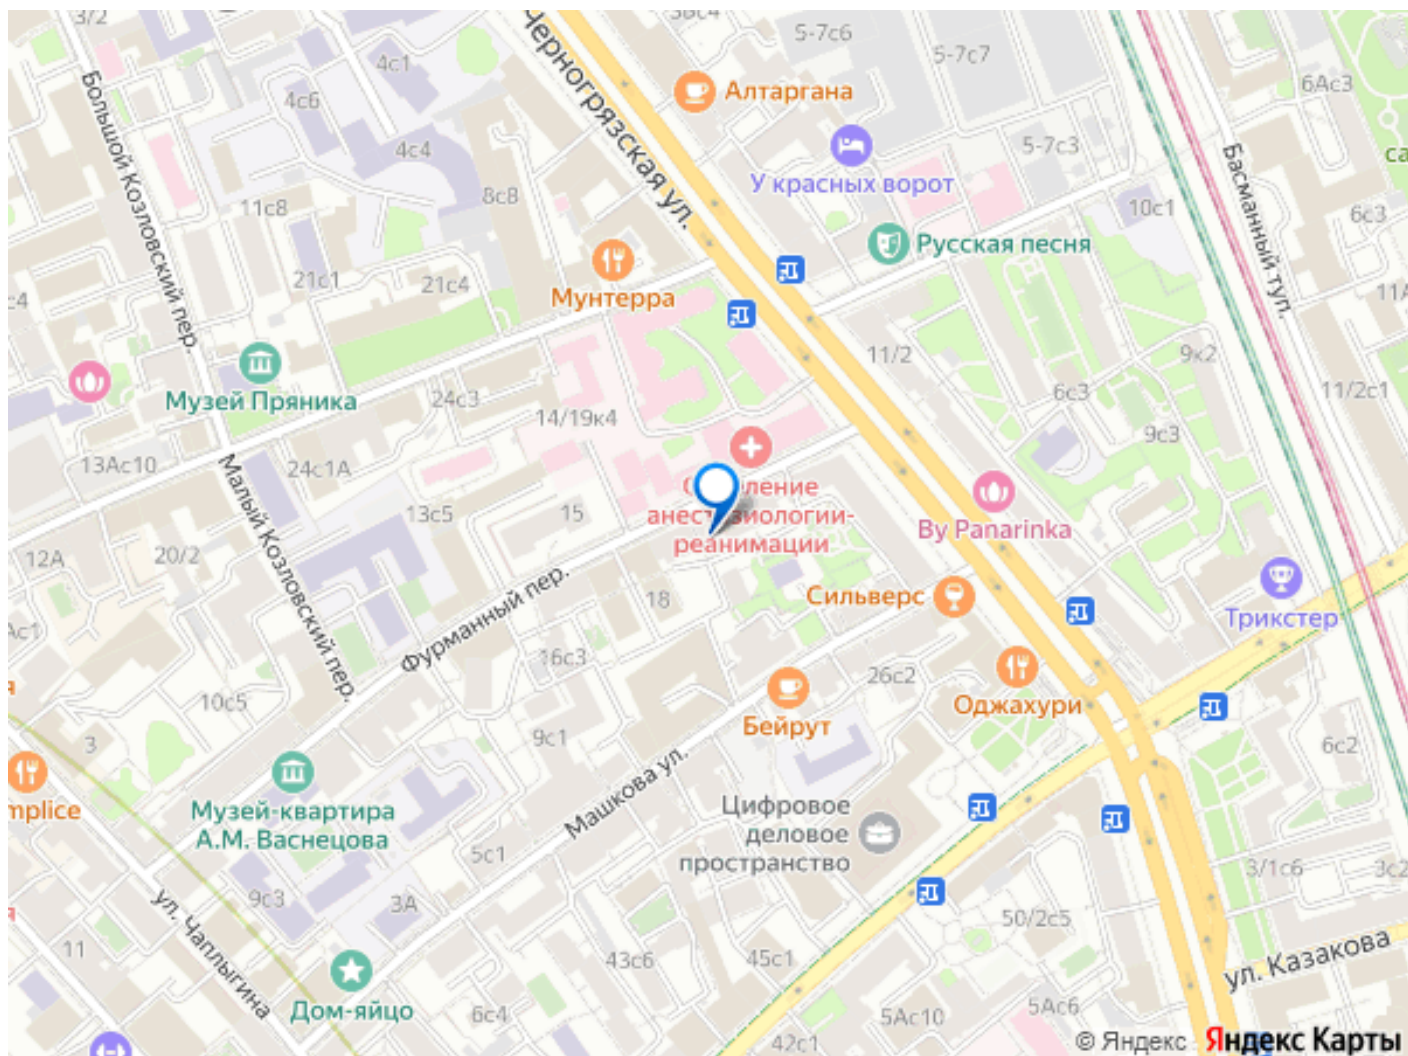 3/2
38с4
5-7с6
5-7с7
6Ас3
4с1
4с6
4с4
8с8
11с8
21с1
21с4
Черногрязская ул.
Большой Козловский пер.
Алтаргана
У красных ворот
5-7с3
10с1
Басманный туп.
6с3
Русская песня
Мунтерра
Музей Пряника
24с3
14/19к4
11/2
9к2
6с3
9с3
11/2с1
13Ас10
24с1А
13с5
15
12А
20/2
Малый Козловский пер.
анестезиологии-
реанимации
By Panarinka
Сильверс
Трикстер
Фурманный пер.
18
16с3
10с5
3
9с1
26с2
Оджахури
Бейрут
6с2
mplice
Музей-квартира
А.М. Васнецова
Машкова ул.
Цифровое
деловое
пространство
5с1
3А
9с3
11
ул. Чаплыгина
Дом-яйцо
6с4
43с6
45с1
50/2с5
3/1с6
3с2
ул. Казакова
5Ас10
5Ас6
42с1
© Яндекс
Яндекс Карты